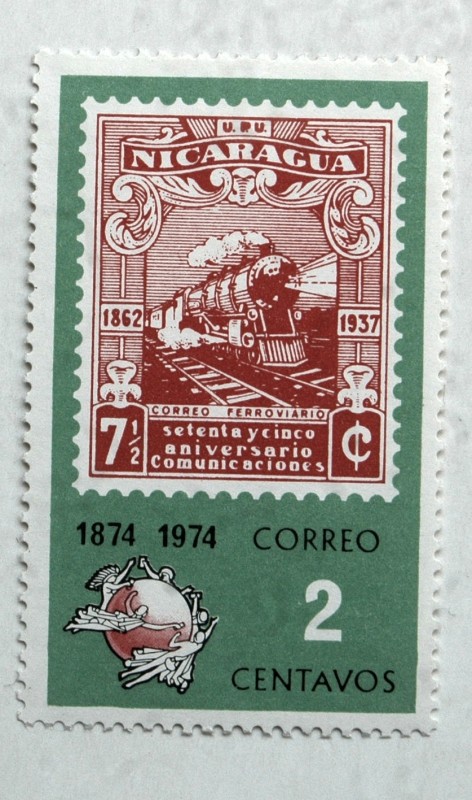 U.P.U.
NICARAGUA
1862 1937
CORREO FERROVIARIO
7½ setenta y cinco ¢
aniversario
Comunicaciones
1874 1974 CORREO
2
CENTAVOS